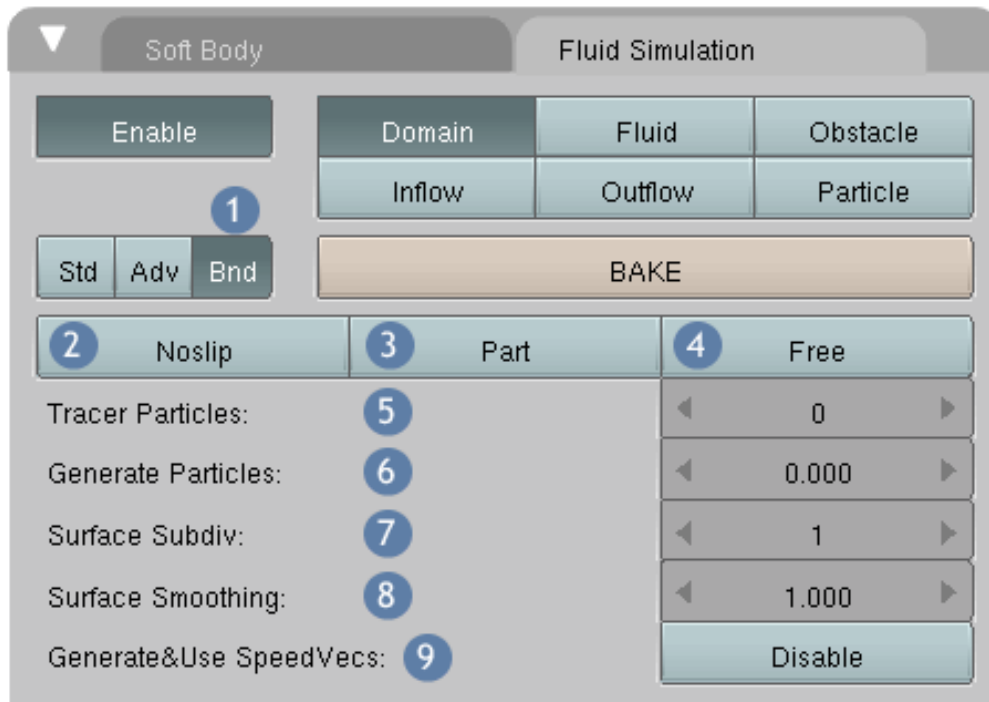 Soft Body Fluid Simulation
Enable Domain Fluid Obstacle
Inflow Outflow Particle
1
Std Adv Bnd BAKE
2 Noslip 3 Part 4 Free
Tracer Particles: 5 0
Generate Particles: 6 0.000
Surface Subdiv: 7 1
Surface Smoothing: 8 1.000
Generate&Use SpeedVecs: 9 Disable